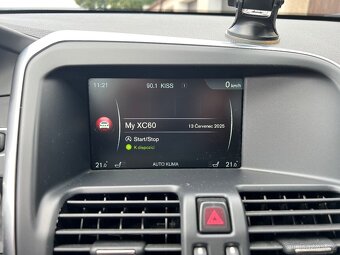 11:21 90.1 KISS 0 km/h
My XC60
13 Červenec 2025
Start/Stop
K dispozici
21.0 AUTO KLIMA 21.0